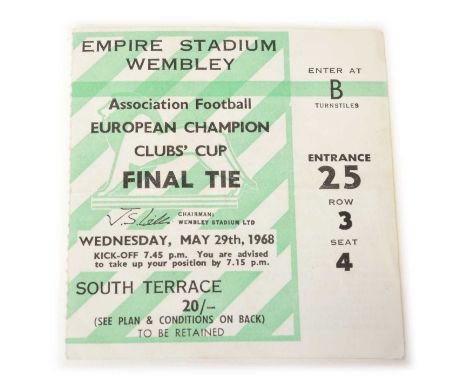 EMPIRE STADIUM
WEMBLEY
Association Football
EUROPEAN CHAMPION
CLUBS' CUP
FINAL TIE
CHAIRMAN:
WEMBLEY STADIUM LTD
WEDNESDAY, MAY 29th, 1968
KICK-OFF 7.45 p.m. You are advised
to take up your position by 7.15 p.m.
SOUTH TERRACE
20/-
(SEE PLAN & CONDITIONS ON BACK)
TO BE RETAINED
ENTER AT
B
TURNSTILES
ENTRANCE
25
ROW
3
SEAT
4